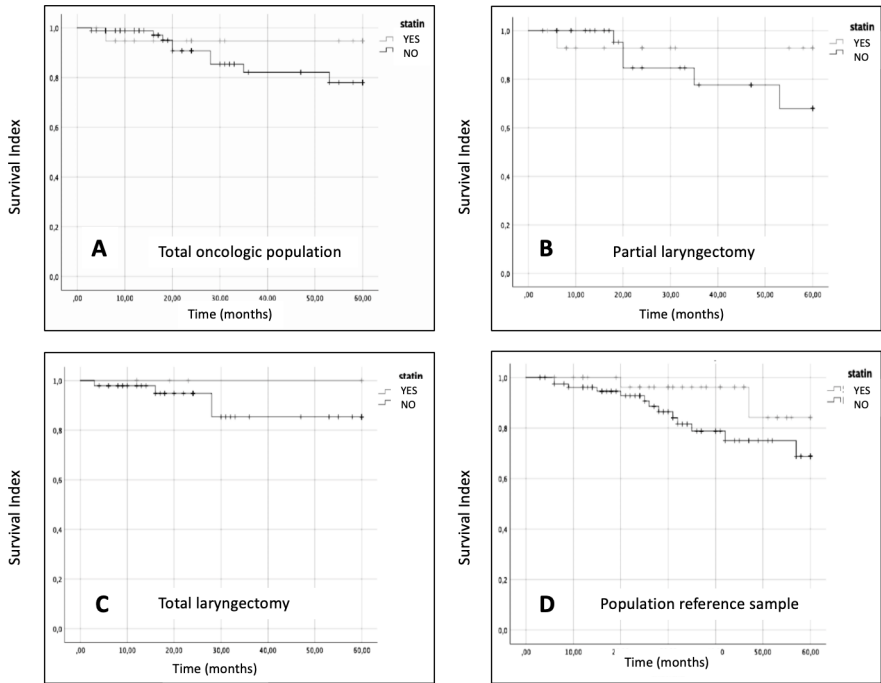 statin
YES
NO
1,0
0,8
0,6
0,4
0,2
0,0
Survival Index
A Total oncologic population
,00 10,00 20,00 30.00 40.00 50,00 60,00
Time (months)
statin
YES
NO
1,0
0,8
0,6
0,4
0,2
0,0
Survival Index
B Partial laryngectomy
,00 10,00 20,00 30,00 40,00 50,00 60,00
Time (months)
statin
YES
NO
1,0
0,8
0,6
0,4
0,2
0,0
Survival Index
C Total laryngectomy
,00 10,00 20,00 30,00 40,00 50,00 60,00
Time (months)
statin
YES
NO
1,0
0,8
0,6
0,4
0,2
0,0
Survival Index
D Population reference sample
,00 10,00 2 0 50,00 60,00
Time (months)